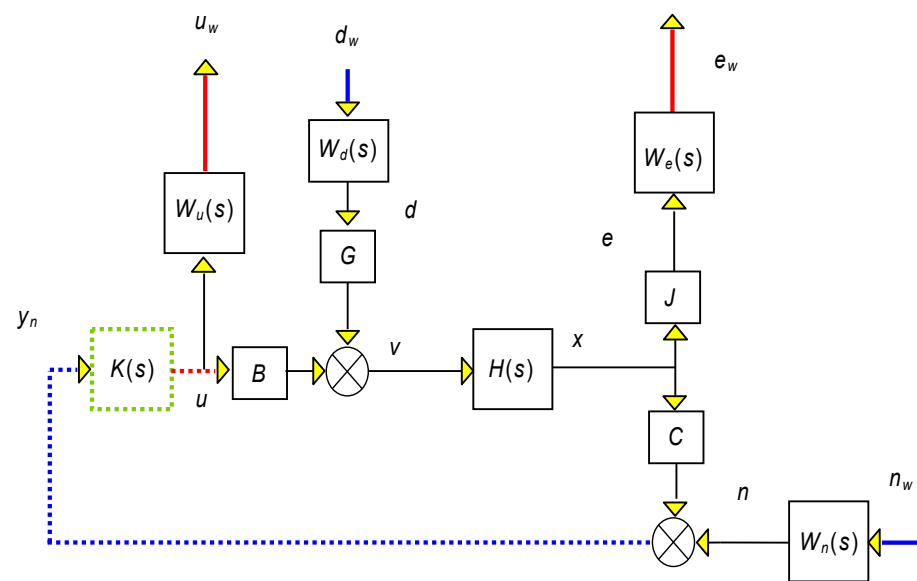 u_w
d_w
e_w
W_d(s)
W_e(s)
W_u(s)
d
e
G
J
y_n
v
x
K(s)
B
H(s)
u
C
n
n_w
W_n(s)